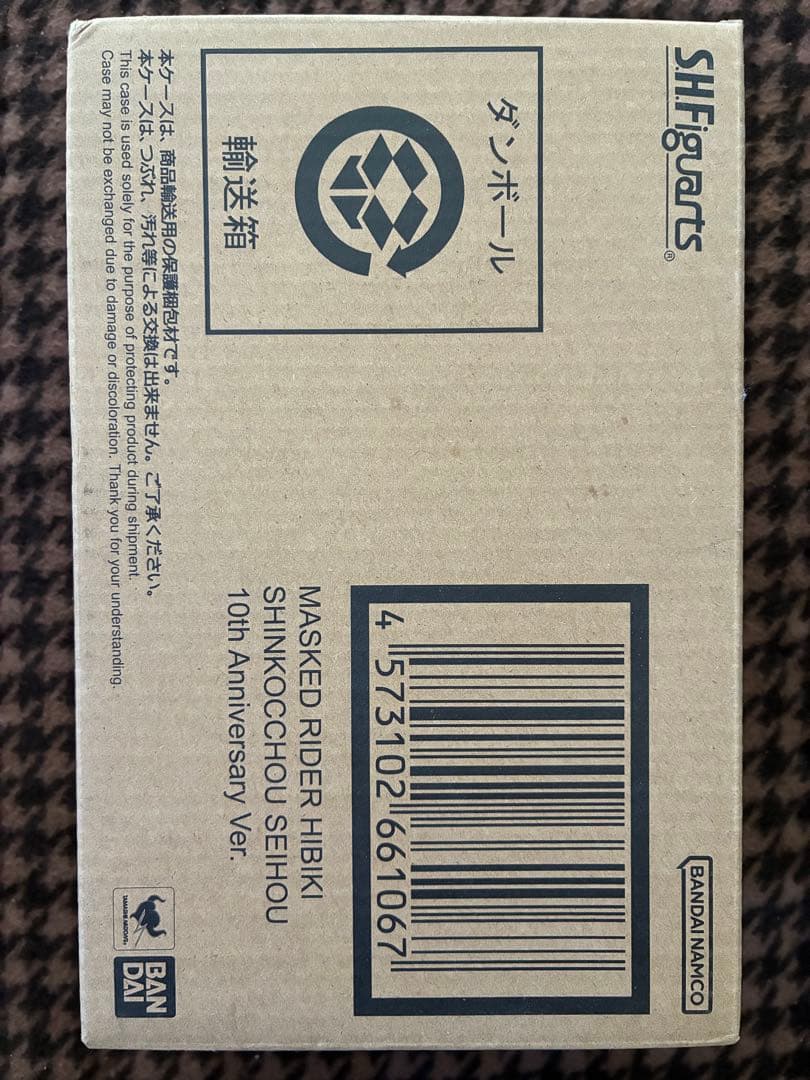 S.H.Figuarts®
ダンボール
輸送箱
本ケースは、商品輸送用の保護梱包材です。
本ケースは、つぶれ、汚れ等による交換は出来ません。ご了承ください。
This case is used solely for the purpose of protecting product during shipment.
Case may not be exchanged due to damage or discoloration. Thank you for your understanding.
BANDAI NAMCO
4 573102 661067
MASKED RIDER HIBIKI
SHINKOCCHOU SEIHOU
10th Anniversary Ver.
TAMASHII NATIONS
BAN
DAI